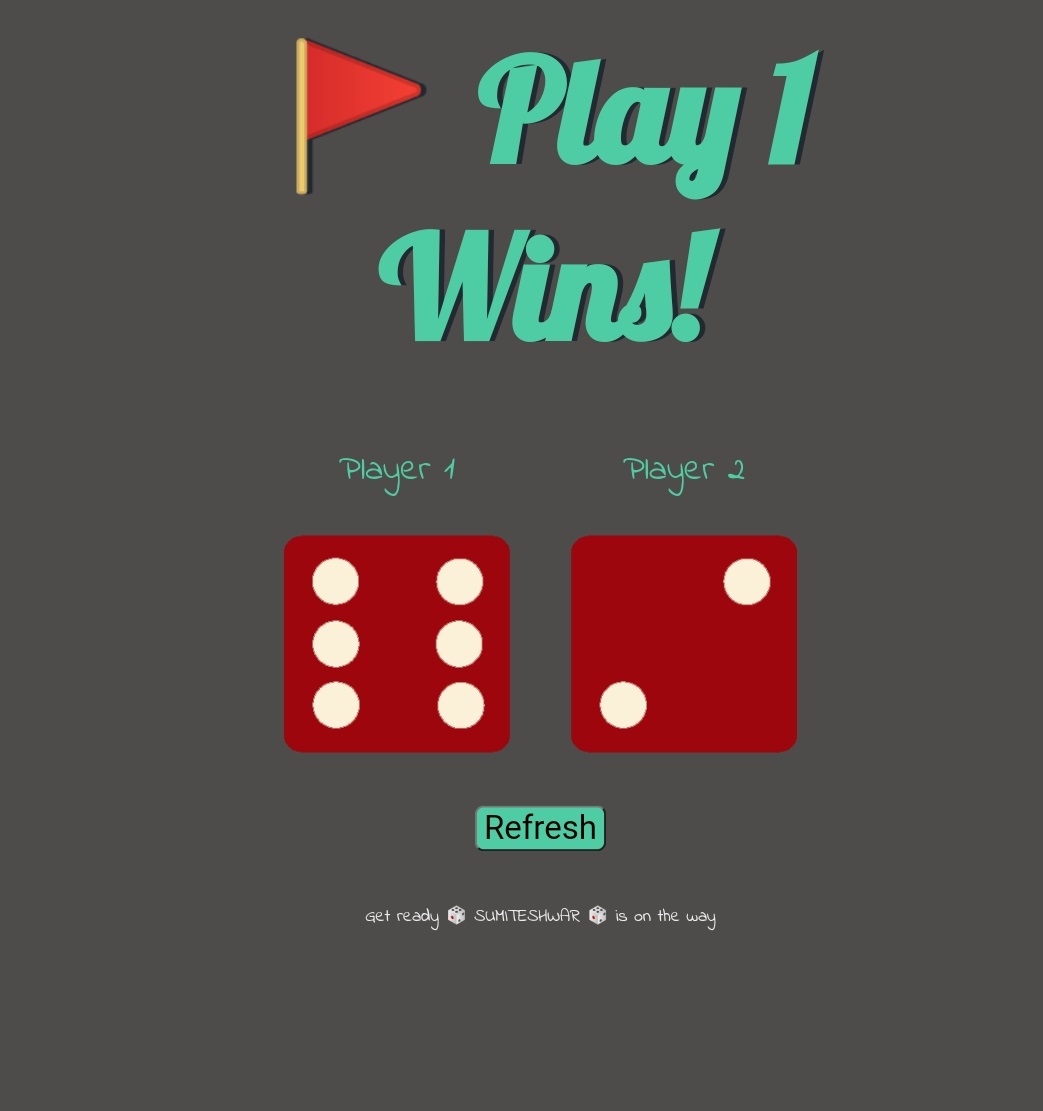 Play 1
Wins!
Player 1 Player 2
Refresh
Get ready 🎲 SUMITESHWAR 🎲 is on the way